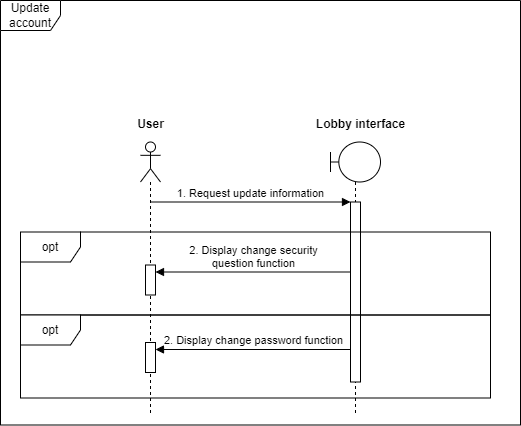 Update
account
User
Lobby interface
1. Request update information
opt
2. Display change security
question function
opt
2. Display change password function